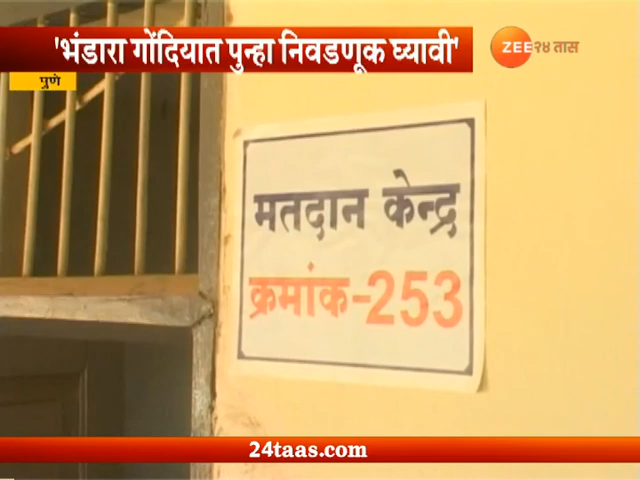 'भंडारा गोंदियात पुन्हा निवडणूक घ्यावी'
ZEE २४ तास
पुणे
मतदान केन्द्र
क्रमांक-253
24taas.com